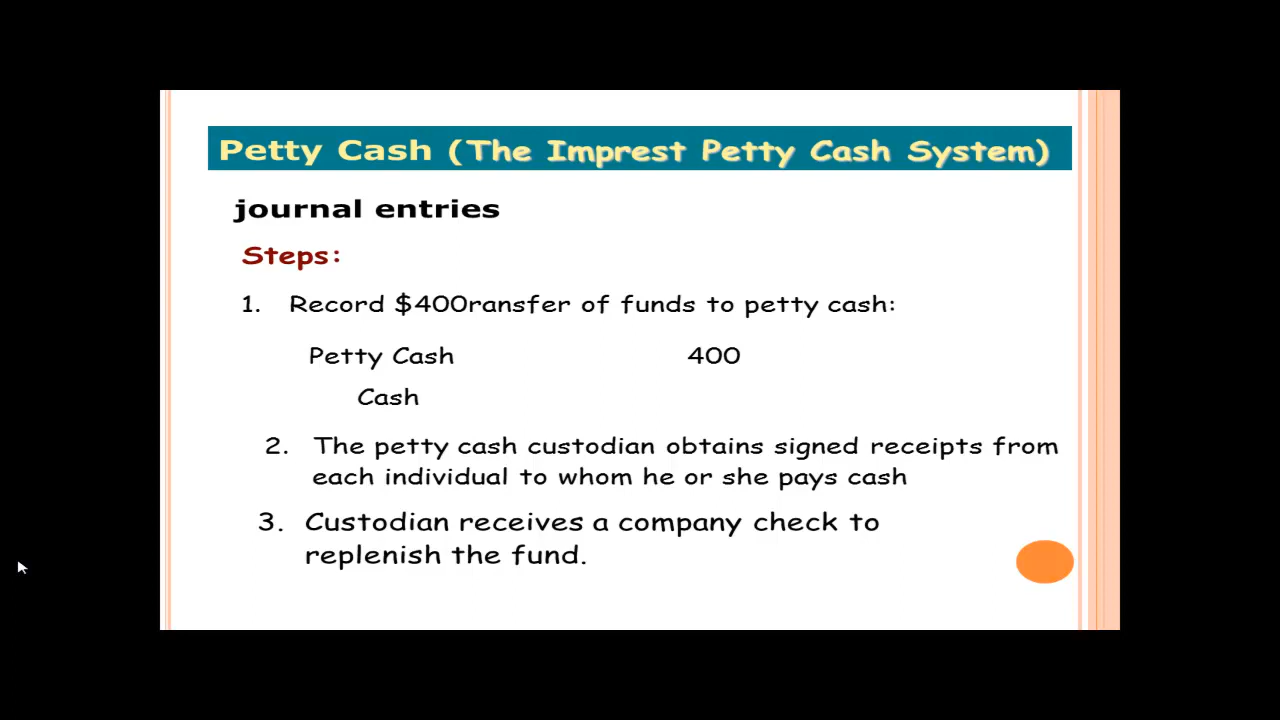 Petty Cash (The Imprest Petty Cash System)
journal entries
Steps:
1. Record $400ransfer of funds to petty cash:
Petty Cash 400
Cash
2. The petty cash custodian obtains signed receipts from
each individual to whom he or she pays cash
3. Custodian receives a company check to
replenish the fund.